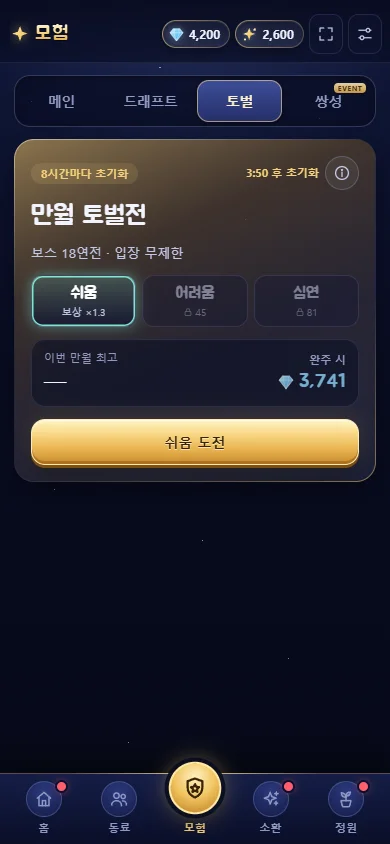 모험
4,200
2,600
메인
드래프트
토벌
쌍성
EVENT
8시간마다 초기화
3:50 후 초기화
만월 토벌전
보스 18연전 · 입장 무제한
쉬움
보상 ×1.3
어려움
45
심연
81
이번 만월 최고
—
완주 시
3,741
쉬움 도전
홈
동료
모험
소환
정원